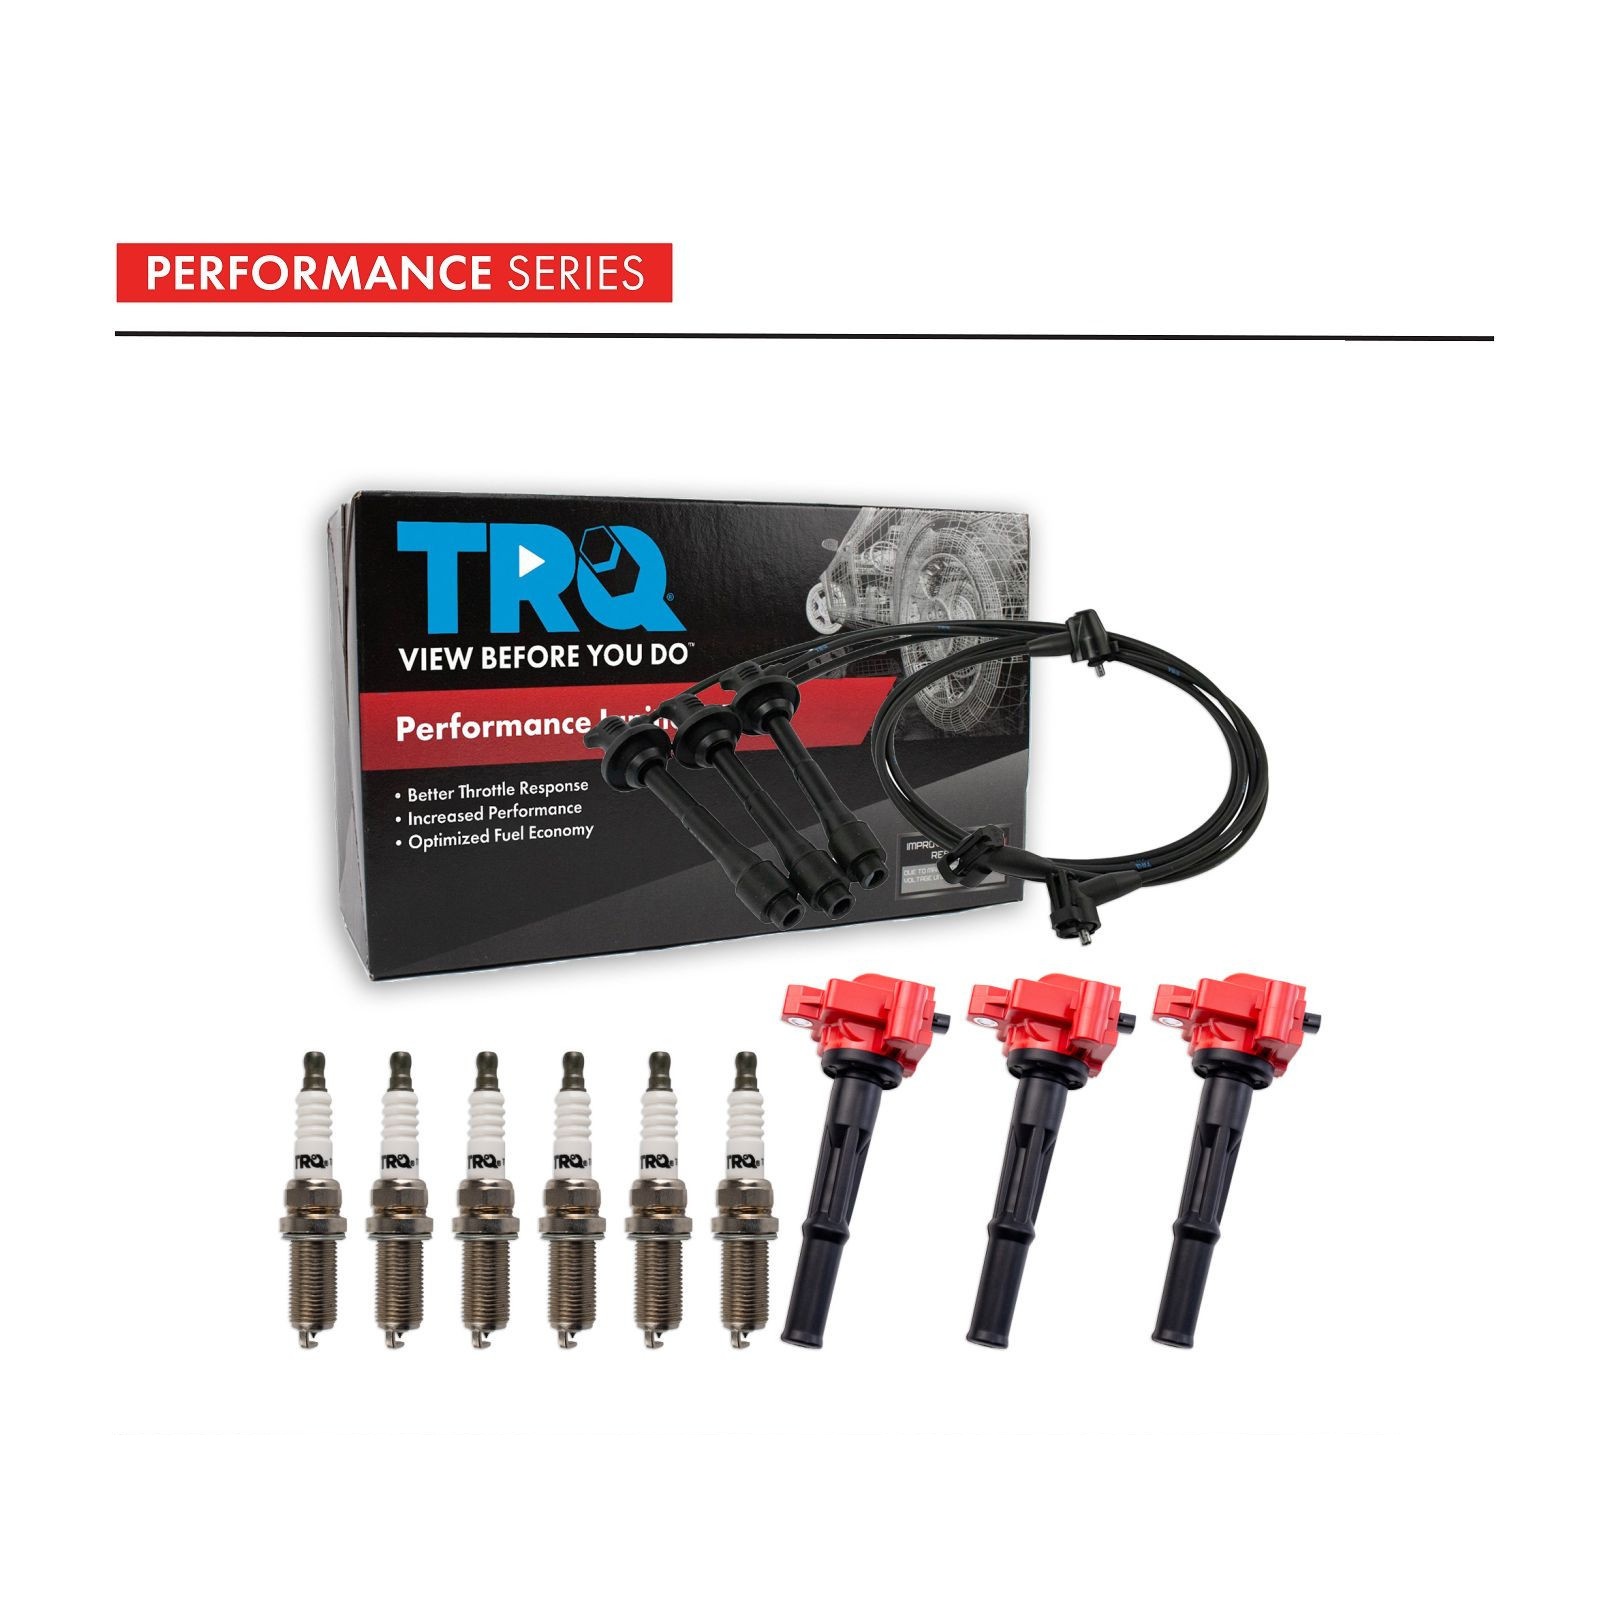 PERFORMANCE SERIES
TRQ®
VIEW BEFORE YOU DO™
Performance
• Better Throttle Response
• Increased Performance
• Optimized Fuel Economy
TRQ
TRQ
TRQ
TRQ
TRQ
TRQ
TRQ